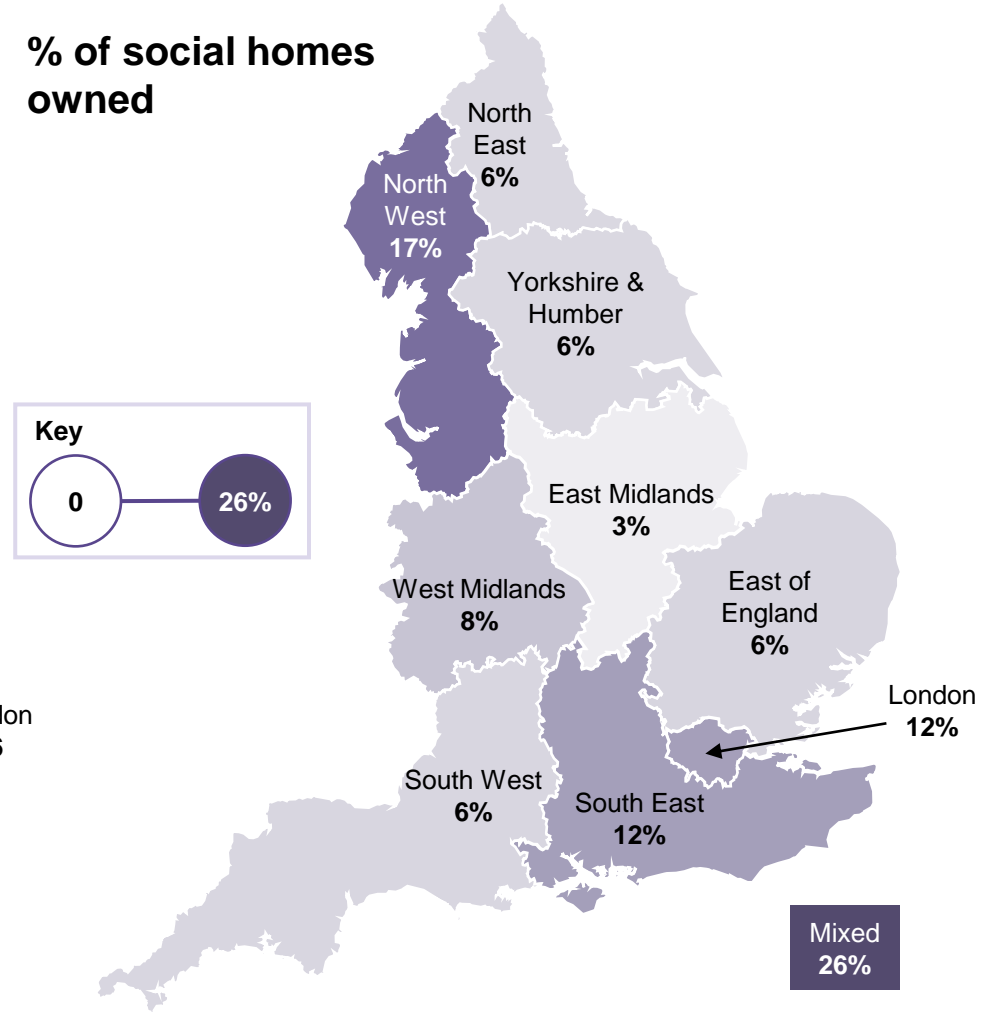 % of social homes
owned
North
East
6%
North
West
17%
Yorkshire &
Humber
6%
Key
0
26%
East Midlands
3%
West Midlands
8%
East of
England
6%
London
12%
South West
6%
South East
12%
Mixed
26%